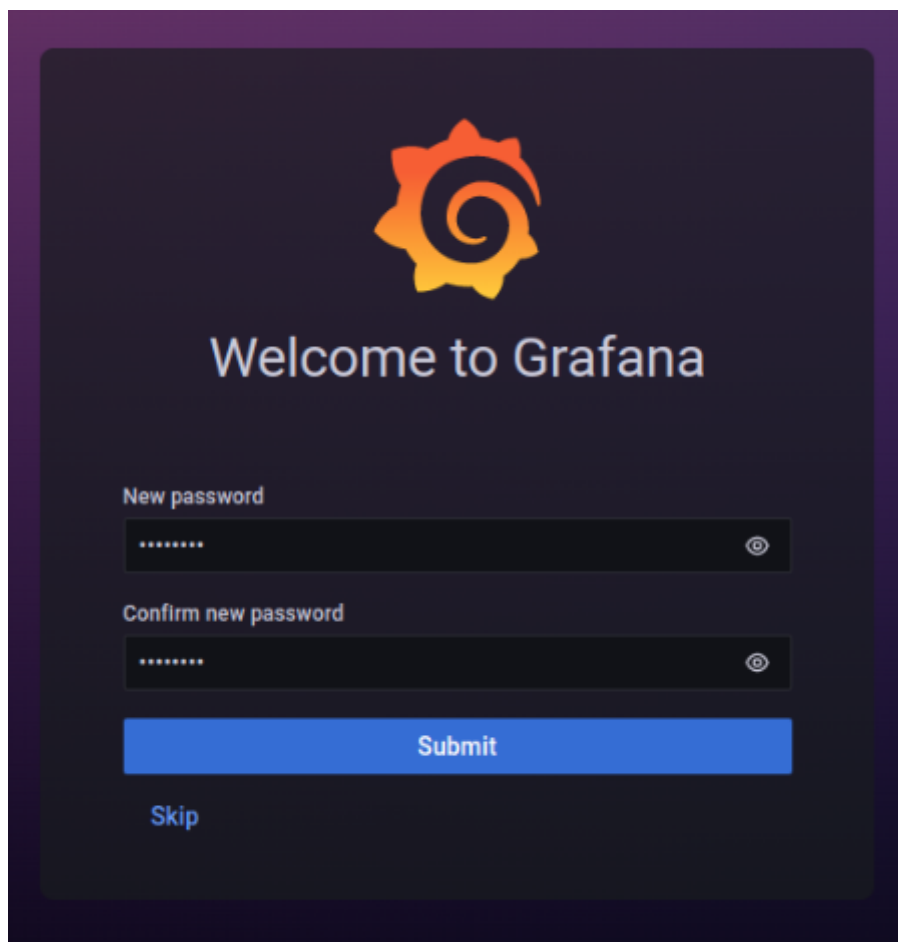 Welcome to Grafana
New password
••••••••
Confirm new password
••••••••
Submit
Skip